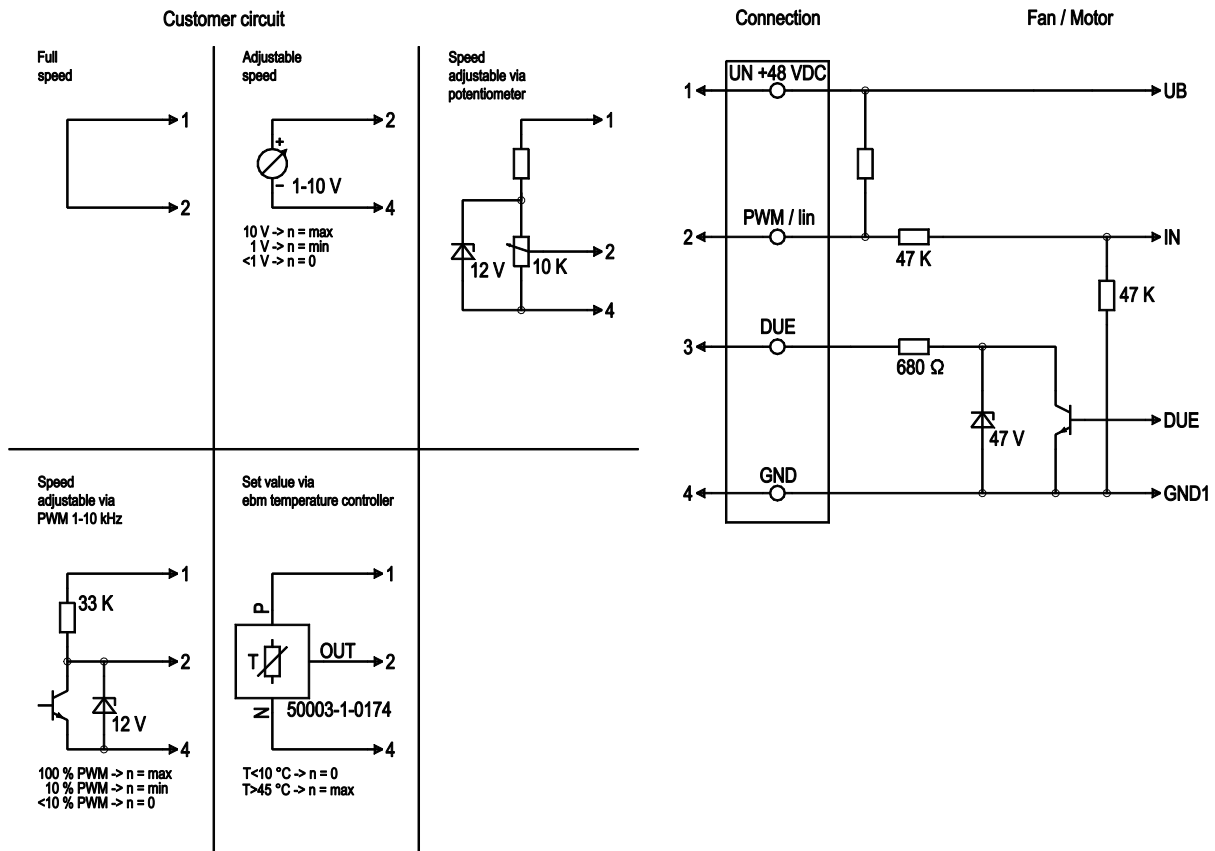 Customer circuit
Full
speed
1
2
Adjustable
speed
2
+
– 1-10 V
4
10 V -> n = max
1 V -> n = min
<1 V -> n = 0
Speed
adjustable via
potentiometer
1
2
12 V
10 K
4
Speed
adjustable via
PWM 1-10 kHz
1
33 K
2
12 V
4
100 % PWM -> n = max
10 % PWM -> n = min
<10 % PWM -> n = 0
Set value via
ebm temperature controller
1
P
T
OUT
2
N
50003-1-0174
4
T<10 °C -> n = 0
T>45 °C -> n = max
Connection
Fan / Motor
UN +48 VDC
1
UB
PWM / lin
2
47 K
IN
47 K
DUE
3
680 Ω
47 V
DUE
GND
4
GND1